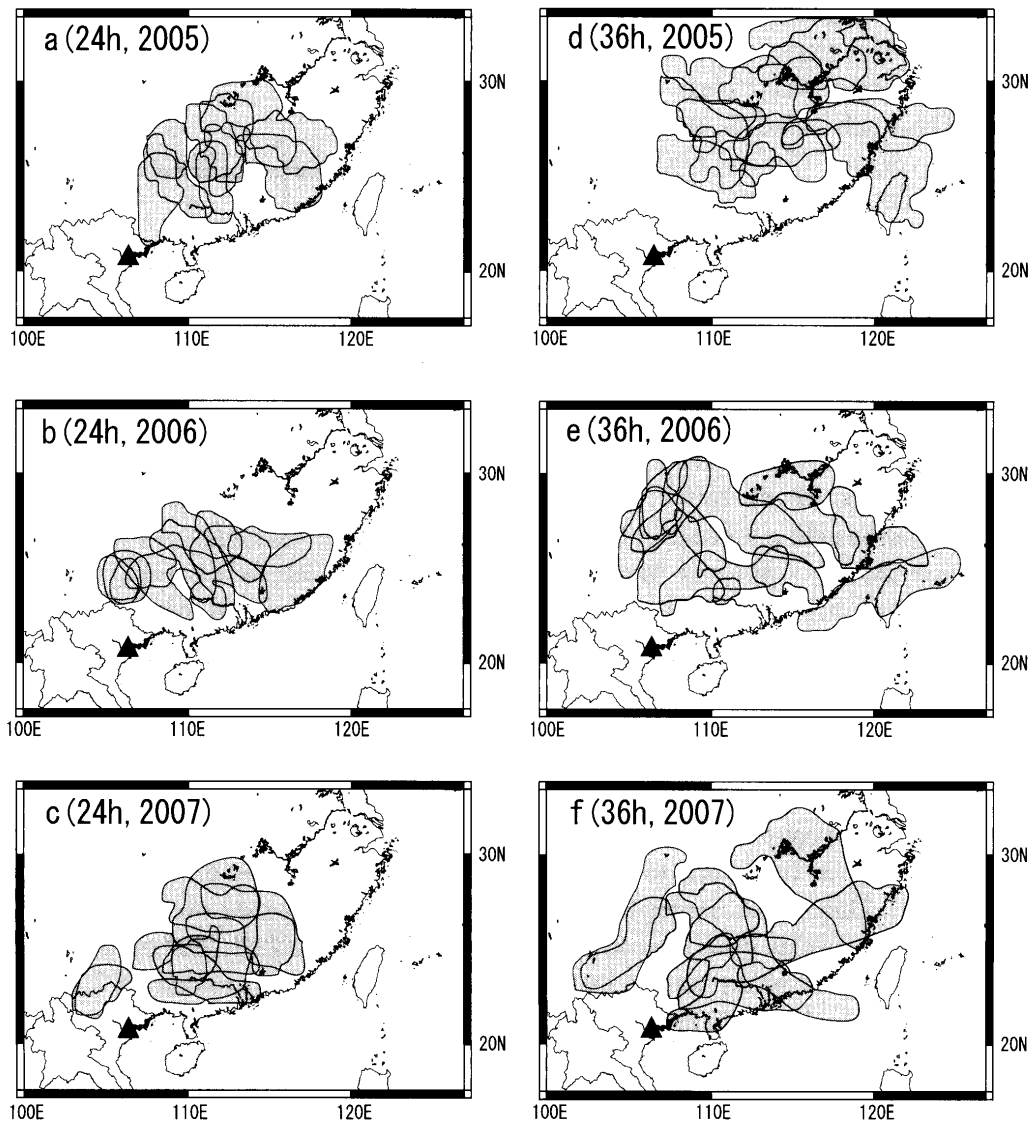 a (24h, 2005)
30N
20N
100E 110E 120E
d (36h, 2005)
30N
20N
100E 110E 120E
b (24h, 2006)
30N
20N
100E 110E 120E
e (36h, 2006)
30N
20N
100E 110E 120E
c (24h, 2007)
30N
20N
100E 110E 120E
f (36h, 2007)
30N
20N
100E 110E 120E